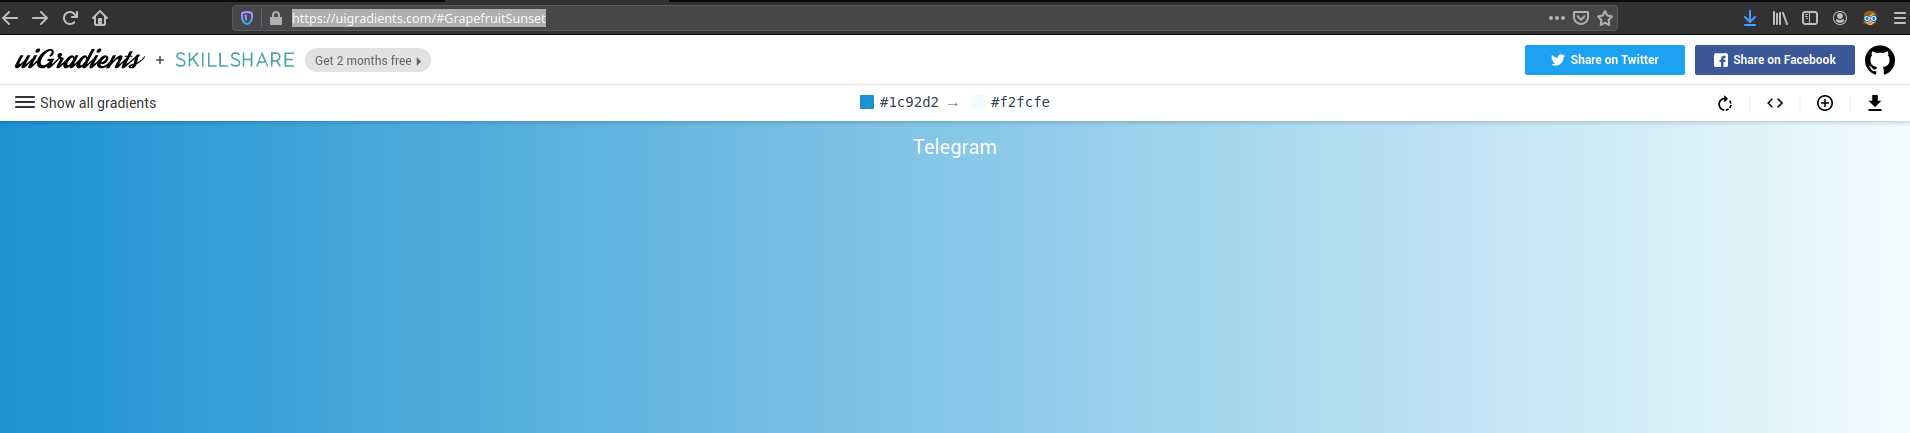 https://uigradients.com/#GrapefruitSunset
uiGradients + SKILLSHARE Get 2 months free Share on Twitter Share on Facebook
Show all gradients #1c92d2 → #f2fcfe
Telegram